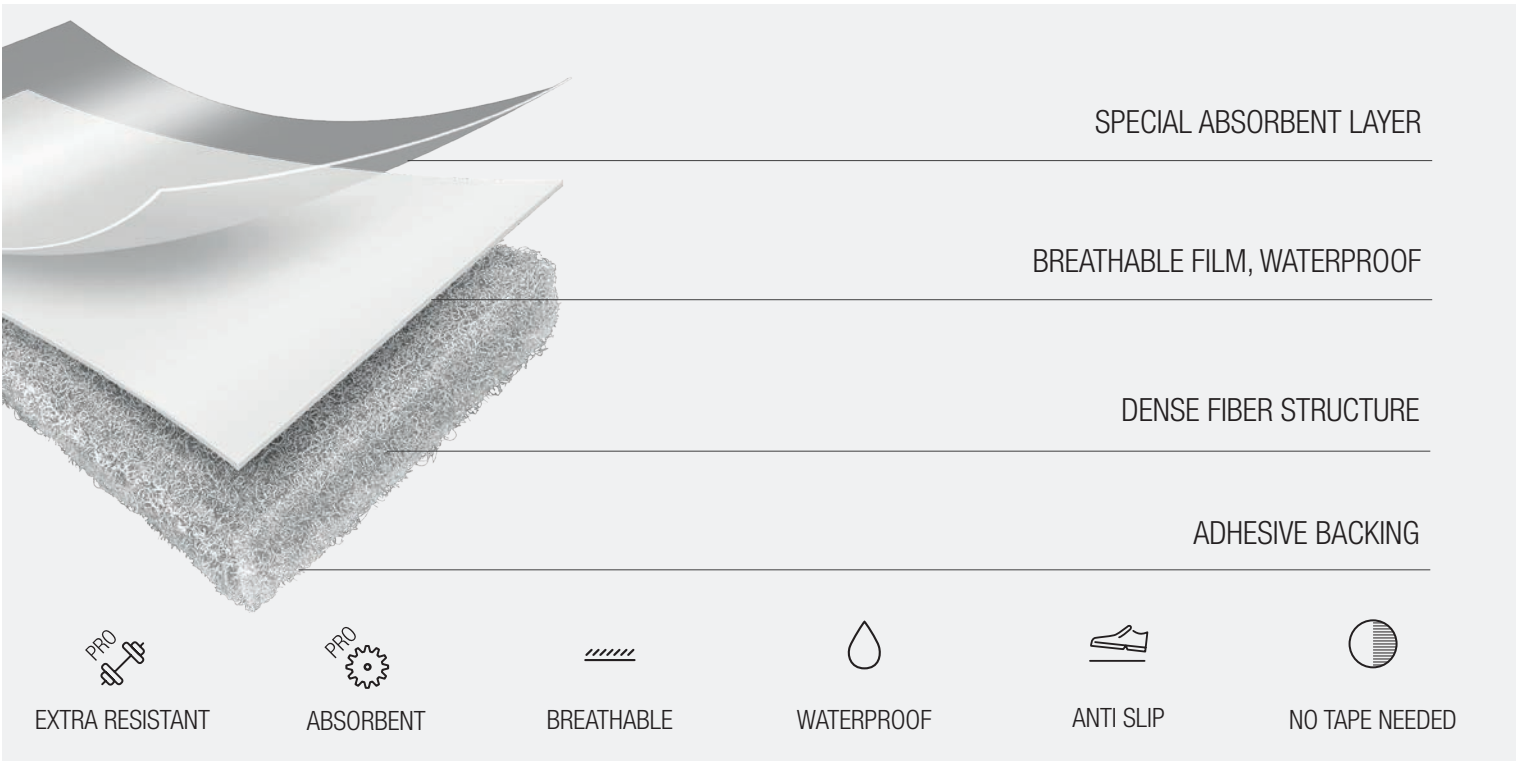 SPECIAL ABSORBENT LAYER
BREATHABLE FILM, WATERPROOF
DENSE FIBER STRUCTURE
ADHESIVE BACKING
PRO
EXTRA RESISTANT
PRO
ABSORBENT
BREATHABLE
WATERPROOF
ANTI SLIP
NO TAPE NEEDED